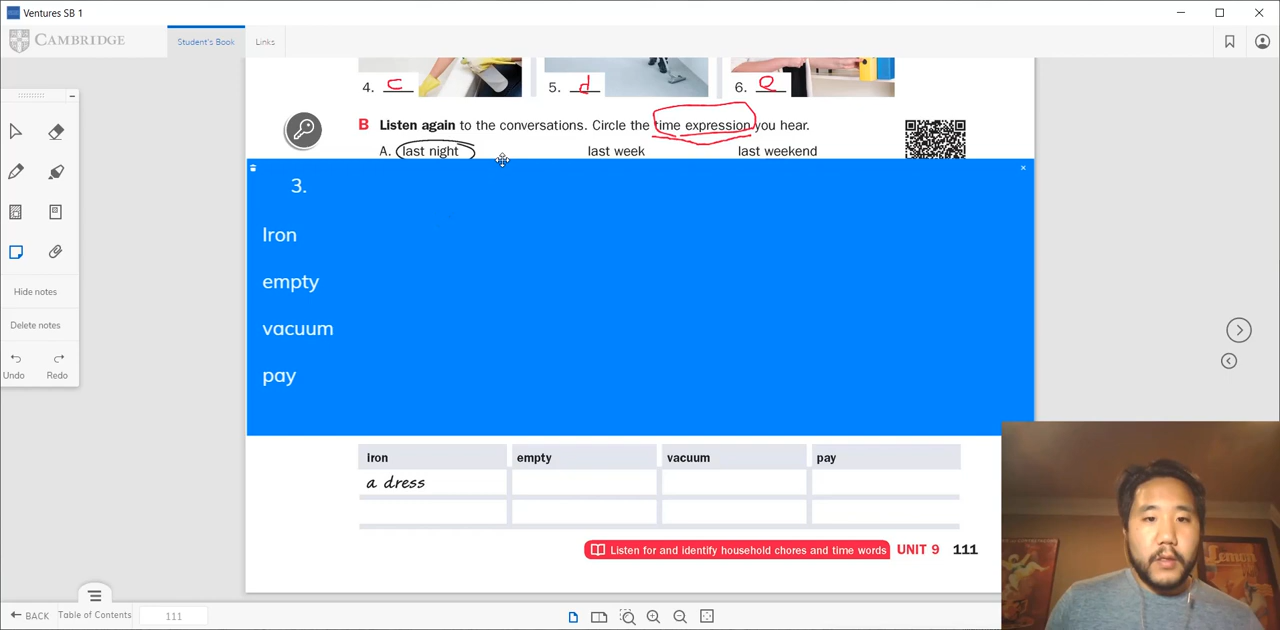 Ventures SB 1
CAMBRIDGE
Student's Book
Links
4. c
5. d
6. e
B Listen again to the conversations. Circle the time expression you hear.
A. last night last week last weekend
3.
Iron
empty
vacuum
pay
Hide notes
Delete notes
Undo Redo
iron empty vacuum pay
a dress
Listen for and identify household chores and time words UNIT 9 111
BACK Table of Contents 111
Lemon